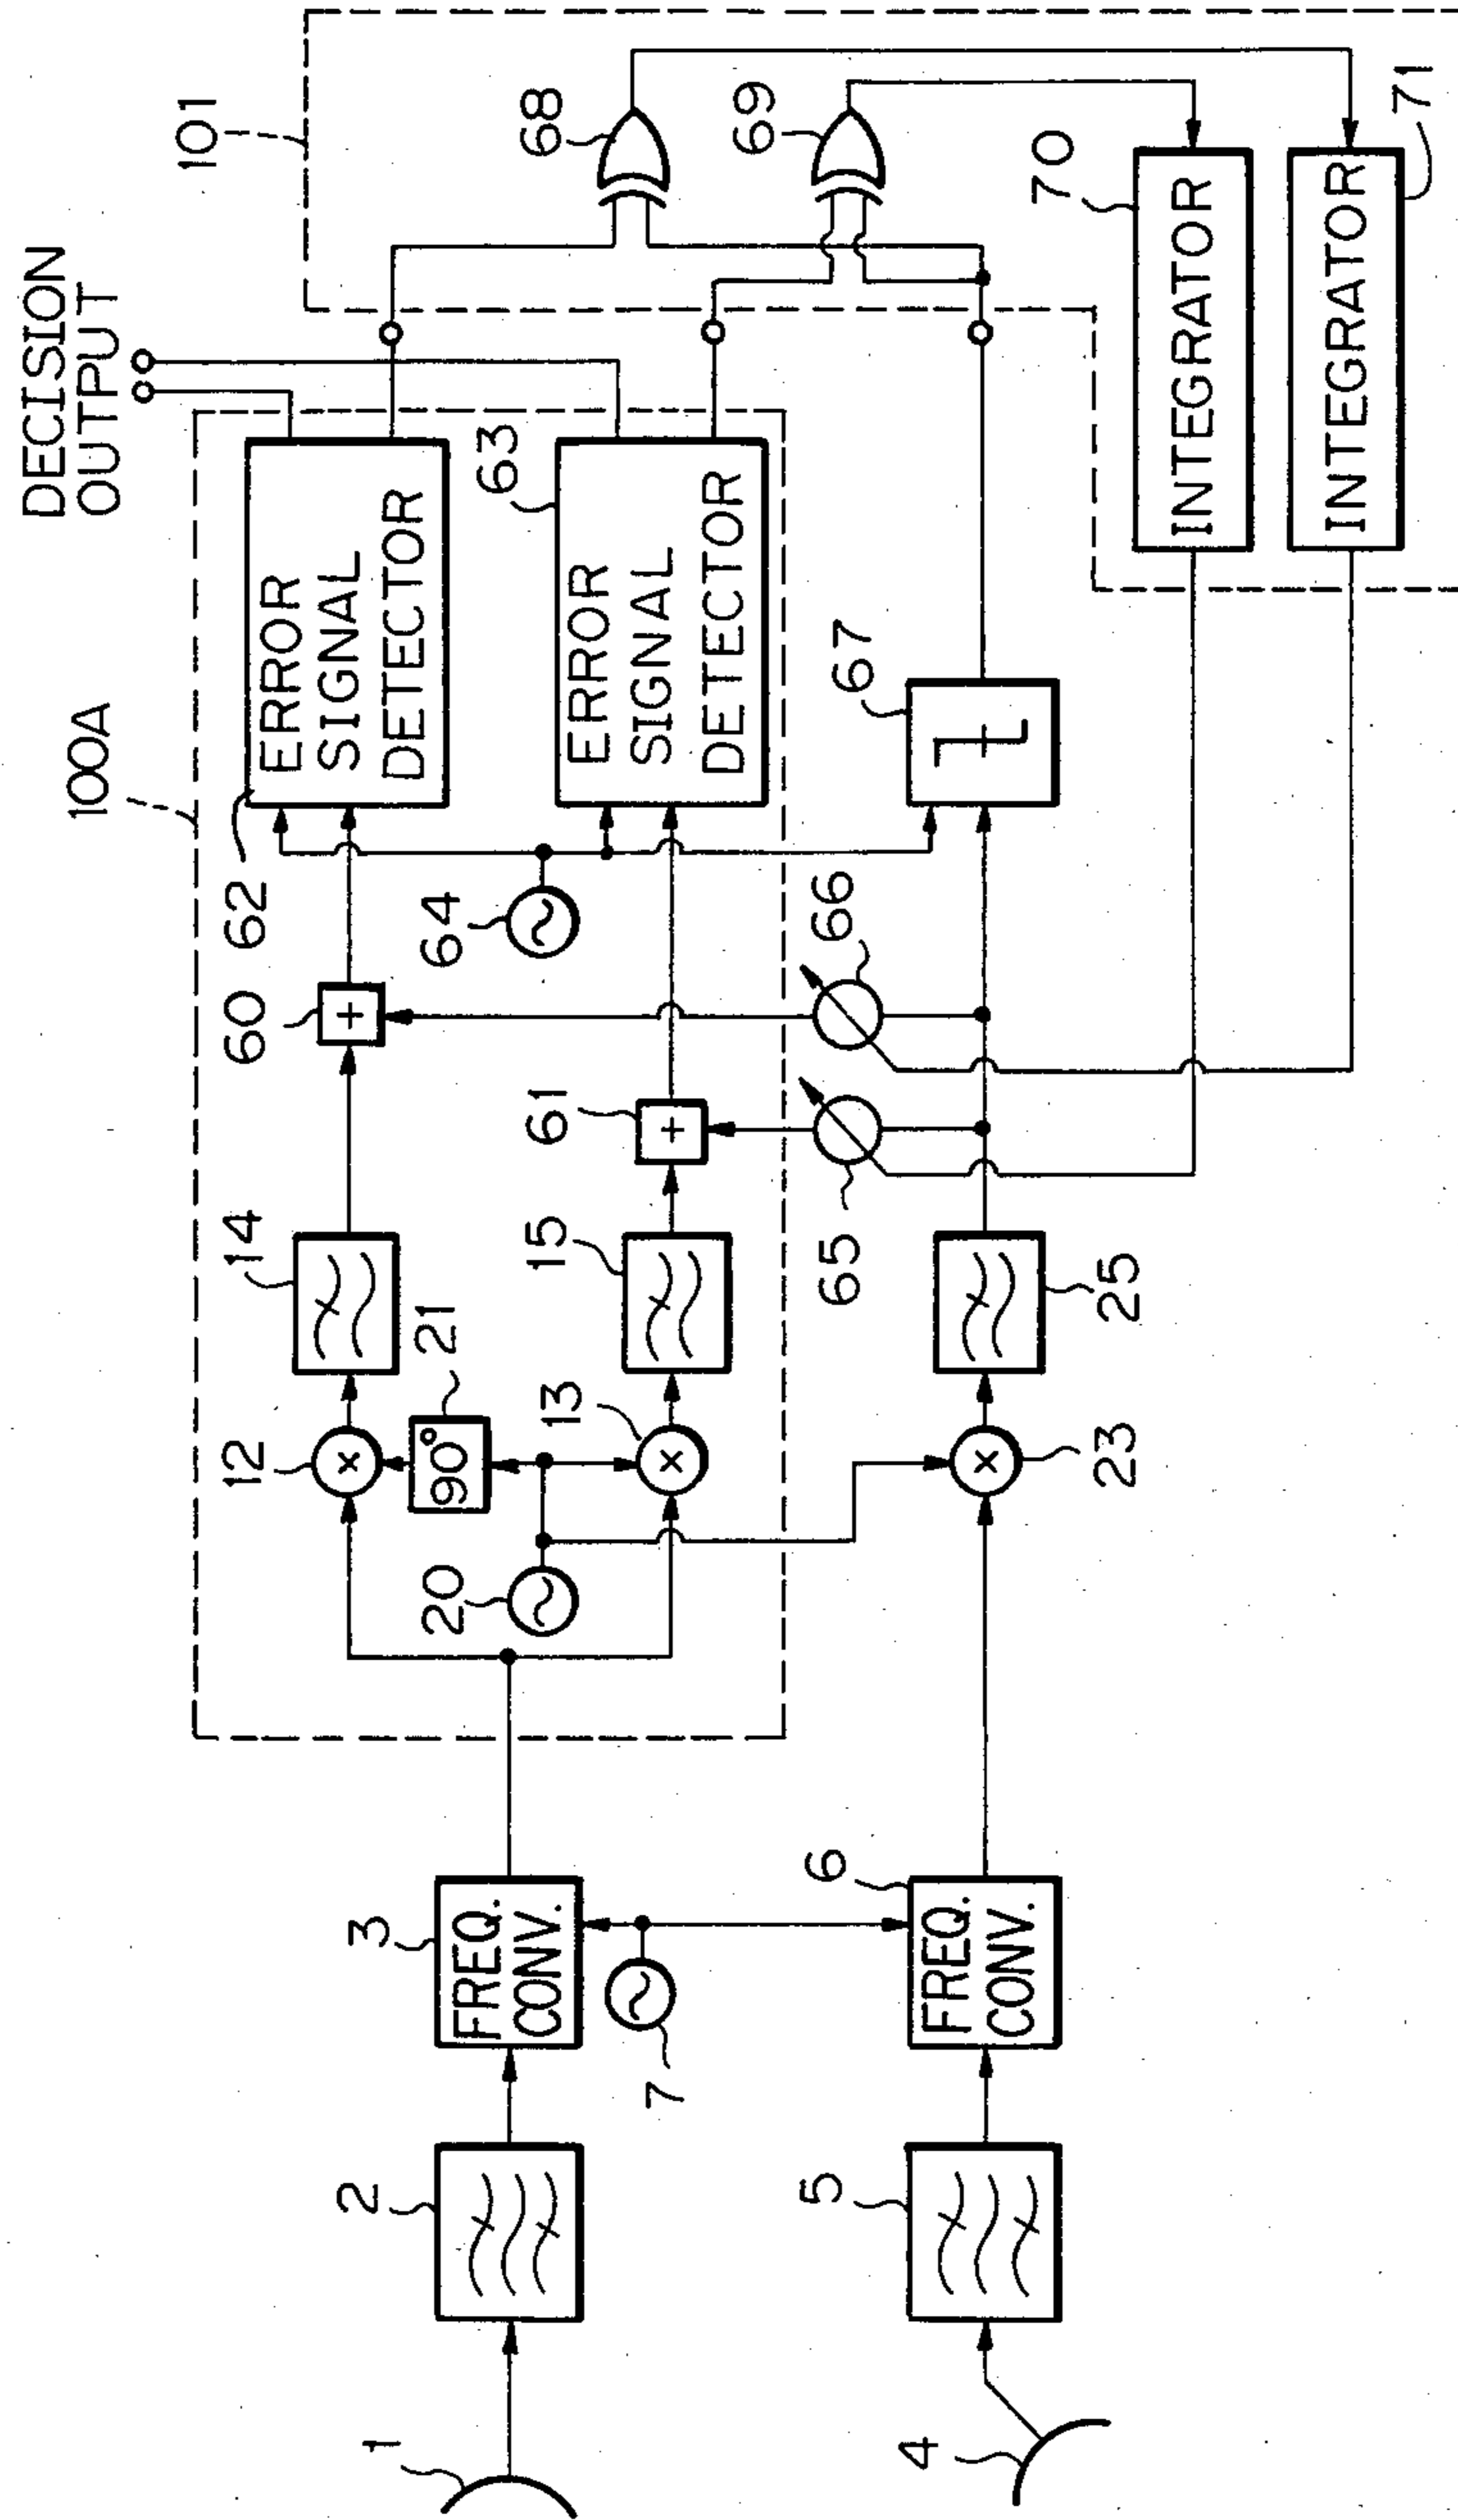 DECISION
OUTPUT
101
100A
68
69
70
71
ERROR
SIGNAL
DETECTOR
63
ERROR
SIGNAL
DETECTOR
67
INTEGRATOR
INTEGRATOR
62
60
64
66
+
61
+
65
14
15
25
21
12
90°
×
13
×
23
×
20
3
FREQ.
CONV.
7
6
FREQ.
CONV.
2
5
1
4